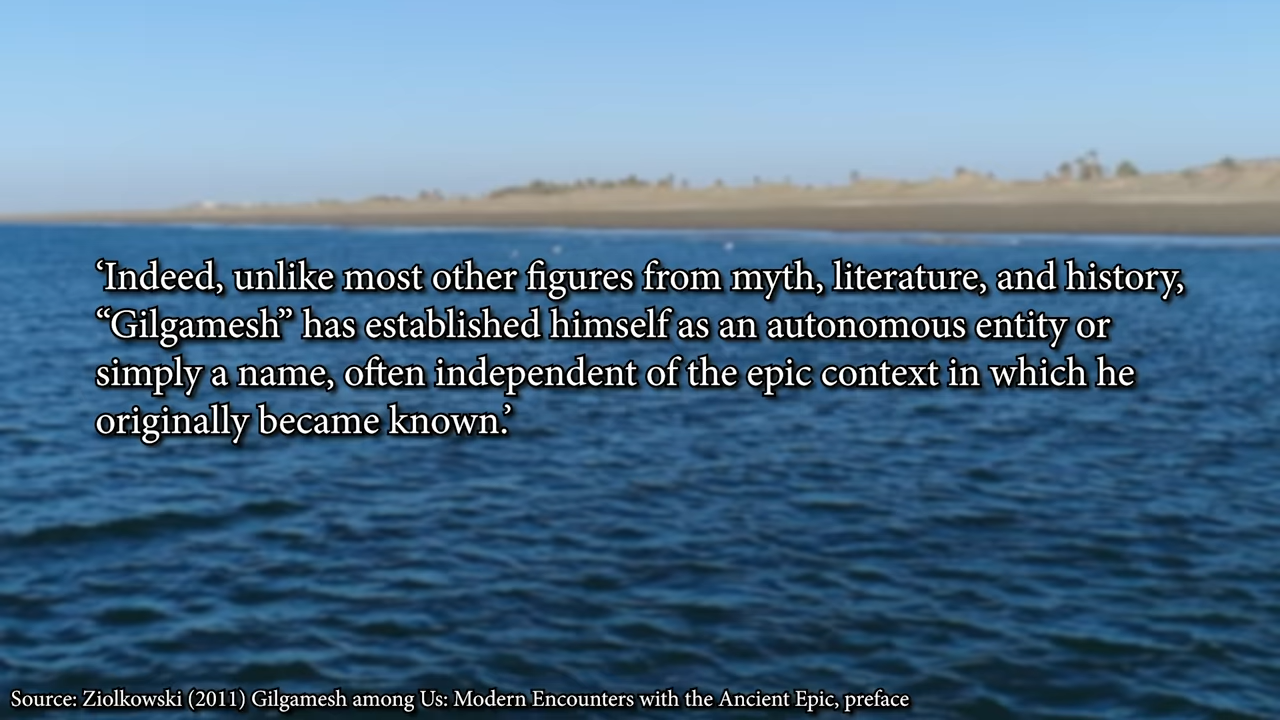 ‘Indeed, unlike most other figures from myth, literature, and history,
“Gilgamesh” has established himself as an autonomous entity or
simply a name, often independent of the epic context in which he
originally became known.’
Source: Ziolkowski (2011) Gilgamesh among Us: Modern Encounters with the Ancient Epic, preface